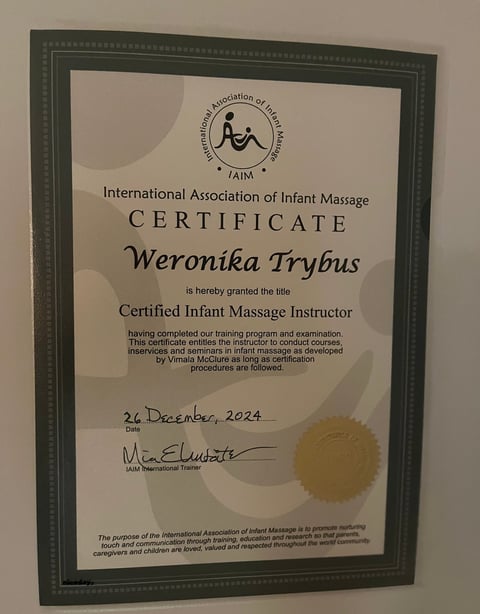 International Association of Infant Massage
IAIM
International Association of Infant Massage
CERTIFICATE
Weronika Trybus
is hereby granted the title
Certified Infant Massage Instructor
having completed our training program and examination.
This certificate entitles the instructor to conduct courses,
inservices and seminars in infant massage as developed
by Vimala McClure as long as certification
procedures are followed.
26 December, 2024
Date
Mia
IAIM International Trainer
The purpose of the International Association of Infant Massage is to promote nurturing
touch and communication through training, education and research so that parents,
caregivers and children are loved, valued and respected throughout the world community.